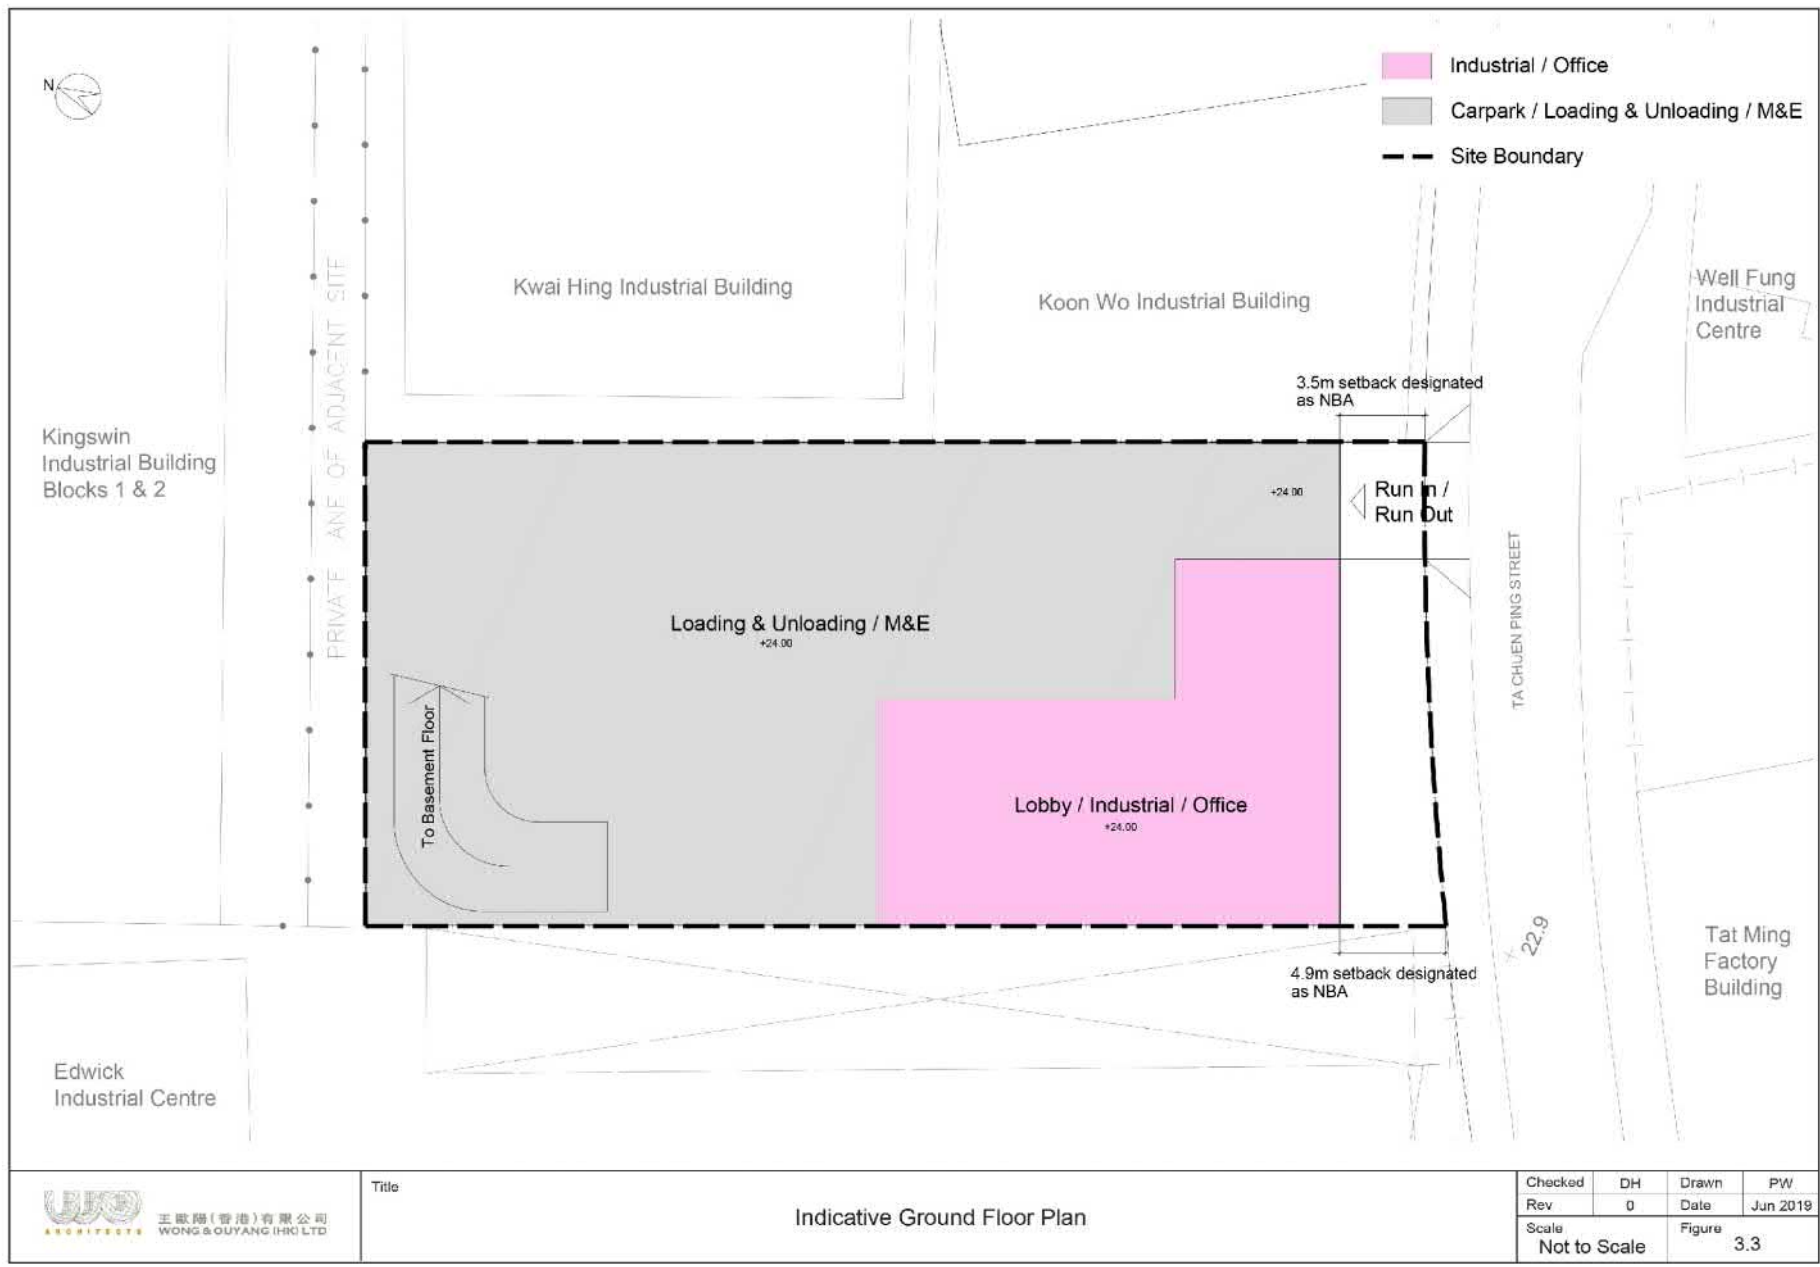 N
Industrial / Office
Carpark / Loading & Unloading / M&E
Site Boundary
Kwai Hing Industrial Building
Koon Wo Industrial Building
Well Fung
Industrial
Centre
3.5m setback designated
as NBA
Kingswin
Industrial Building
Blocks 1 & 2
PRIVATE ANE OF ADJACENT SITE
+24.00
Run In /
Run Out
TA CHUEN PING STREET
Loading & Unloading / M&E
+24.00
To Basement Floor
Lobby / Industrial / Office
+24.00
22.9
4.9m setback designated
as NBA
Tat Ming
Factory
Building
Edwick
Industrial Centre
ARCHITECTS
王歐陽(香港)有限公司
WONG & OUYANG (HK) LTD
Title
Indicative Ground Floor Plan
Checked DH Drawn PW
Rev 0 Date Jun 2019
Scale Figure
Not to Scale 3.3